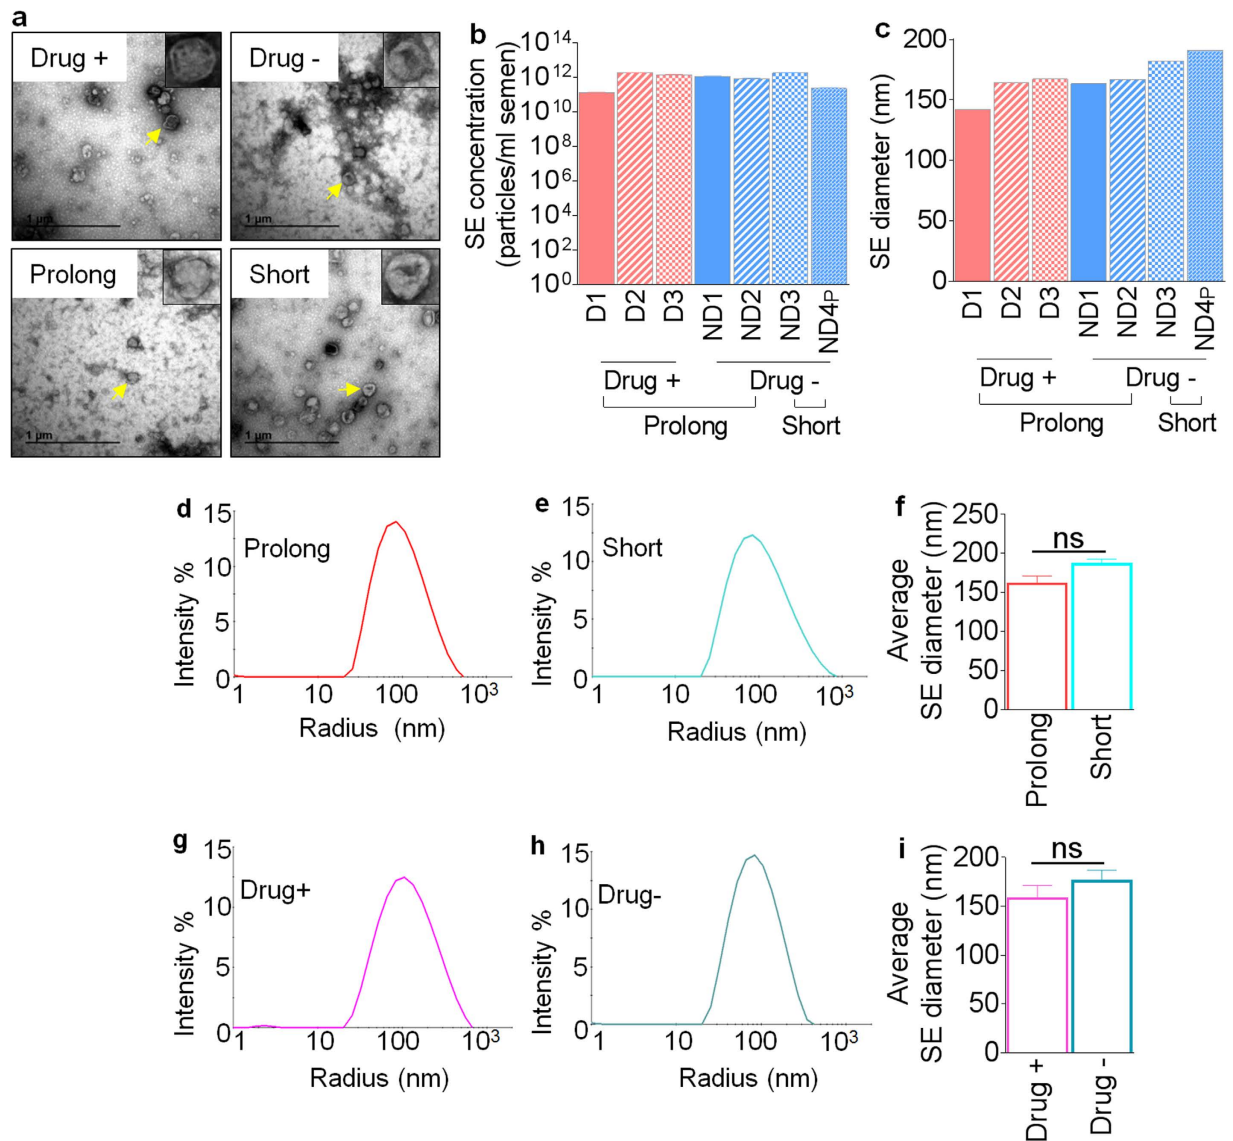 a
Drug +
1 µm
Drug -
1 µm
Prolong
1 µm
Short
1 µm
b
SE concentration
(particles/ml semen)
10^14
10^12
10^10
10^8
10^6
10^4
10^2
10^0
D1
D2
D3
ND1
ND2
ND3
ND4P
Drug +
Drug -
Prolong
Short
c
SE diameter (nm)
200
150
100
50
0
D1
D2
D3
ND1
ND2
ND3
ND4P
Drug +
Drug -
Prolong
Short
d
Prolong
Intensity %
15
10
5
0
1 10 100 10^3
Radius (nm)
e
Short
Intensity %
15
10
5
0
1 10 100 10^3
Radius (nm)
f
ns
Average
SE diameter (nm)
250
200
150
100
50
0
Prolong
Short
g
Drug+
Intensity %
15
10
5
0
1 10 100 10^3
Radius (nm)
h
Drug-
Intensity %
15
10
5
0
1 10 100 10^3
Radius (nm)
i
ns
Average
SE diameter (nm)
200
150
100
50
0
Drug +
Drug -